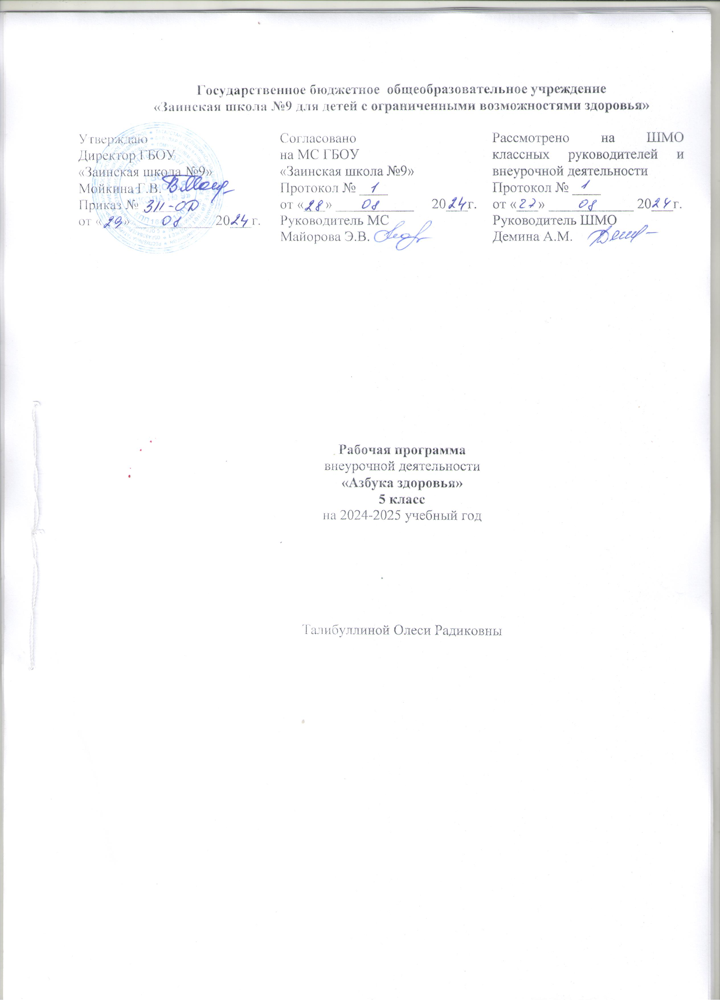 Государственное бюджетное общеобразовательное учреждение
«Заинская школа №9 для детей с ограниченными возможностями здоровья»
Утверждаю
Директор ГБОУ
«Заинская школа №9»
Мойкина Г.В.
Приказ № 311-ОД
от «29» 08 2024 г.
Согласовано
на МС ГБОУ
«Заинская школа №9»
Протокол № 1
от «28» 08 2024 г.
Руководитель МС
Майорова Э.В.
Рассмотрено на ШМО
классных руководителей и
внеурочной деятельности
Протокол № 1
от «27» 08 2024 г.
Руководитель ШМО
Демина А.М.
Рабочая программа
внеурочной деятельности
«Азбука здоровья»
5 класс
на 2024-2025 учебный год
Талибуллиной Олеси Радиковны